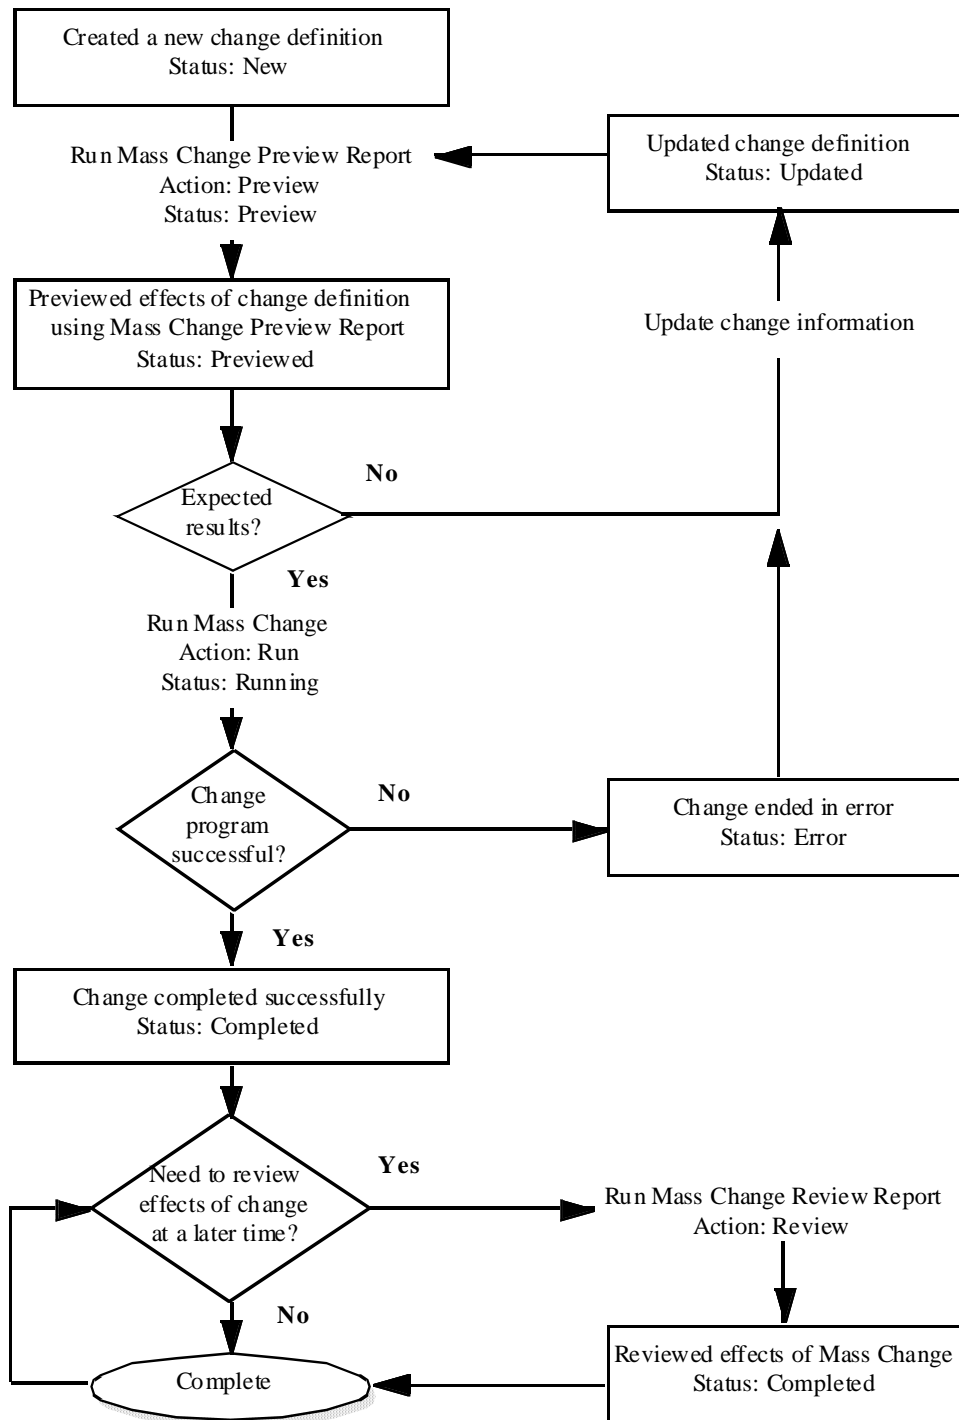 Created a new change definition
Status: New
Run Mass Change Preview Report
Action: Preview
Status: Preview
Updated change definition
Status: Updated
Previewed effects of change definition
using Mass Change Preview Report
Status: Previewed
Update change information
No
Expected
results?
Yes
Run Mass Change
Action: Run
Status: Running
Change
program
successful?
No
Change ended in error
Status: Error
Yes
Change completed successfully
Status: Completed
Need to review
effects of change
at a later time?
Yes
Run Mass Change Review Report
Action: Review
No
Complete
Reviewed effects of Mass Change
Status: Completed